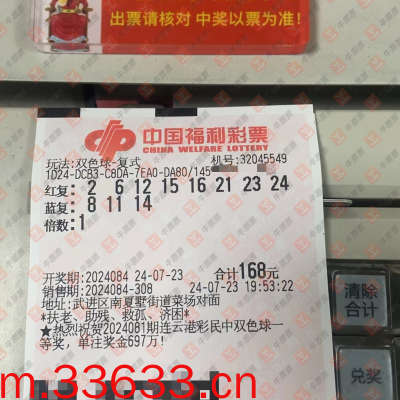 出票请核对 中奖以票为准!
中国福利彩票
CHINA WELFARE LOTTERY
玩法:双色球-复式 机号:32045549
1D24-DCB3-C8DA-7EA0-DA80/145
红复: 2 6 12 15 16 21 23 24
蓝复: 8 11 14
倍数:1
开奖期:2024084 24-07-23 合计168元
销售期:2024084-308 24-07-23 19:53:22
地址:武进区南夏墅街道菜场对面
*扶老、助残、救孤、济困*
★热烈祝贺2024081期连云港彩民中双色球一
等奖,单注奖金697万!
清除
合计
兑奖
m.33633.cn